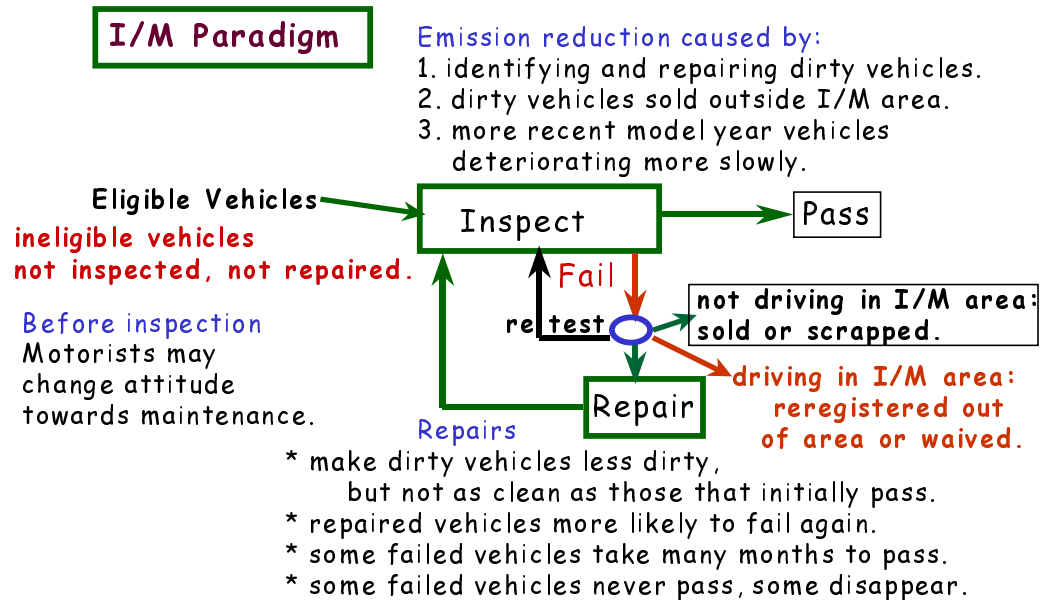 I/M Paradigm
Emission reduction caused by:
1. identifying and repairing dirty vehicles.
2. dirty vehicles sold outside I/M area.
3. more recent model year vehicles
deteriorating more slowly.
Eligible Vehicles
Inspect
Pass
ineligible vehicles
not inspected, not repaired.
Fail
re test
not driving in I/M area:
sold or scrapped.
Before inspection
Motorists may
change attitude
towards maintenance.
driving in I/M area:
reregistered out
of area or waived.
Repair
Repairs
* make dirty vehicles less dirty,
but not as clean as those that initially pass.
* repaired vehicles more likely to fail again.
* some failed vehicles take many months to pass.
* some failed vehicles never pass, some disappear.